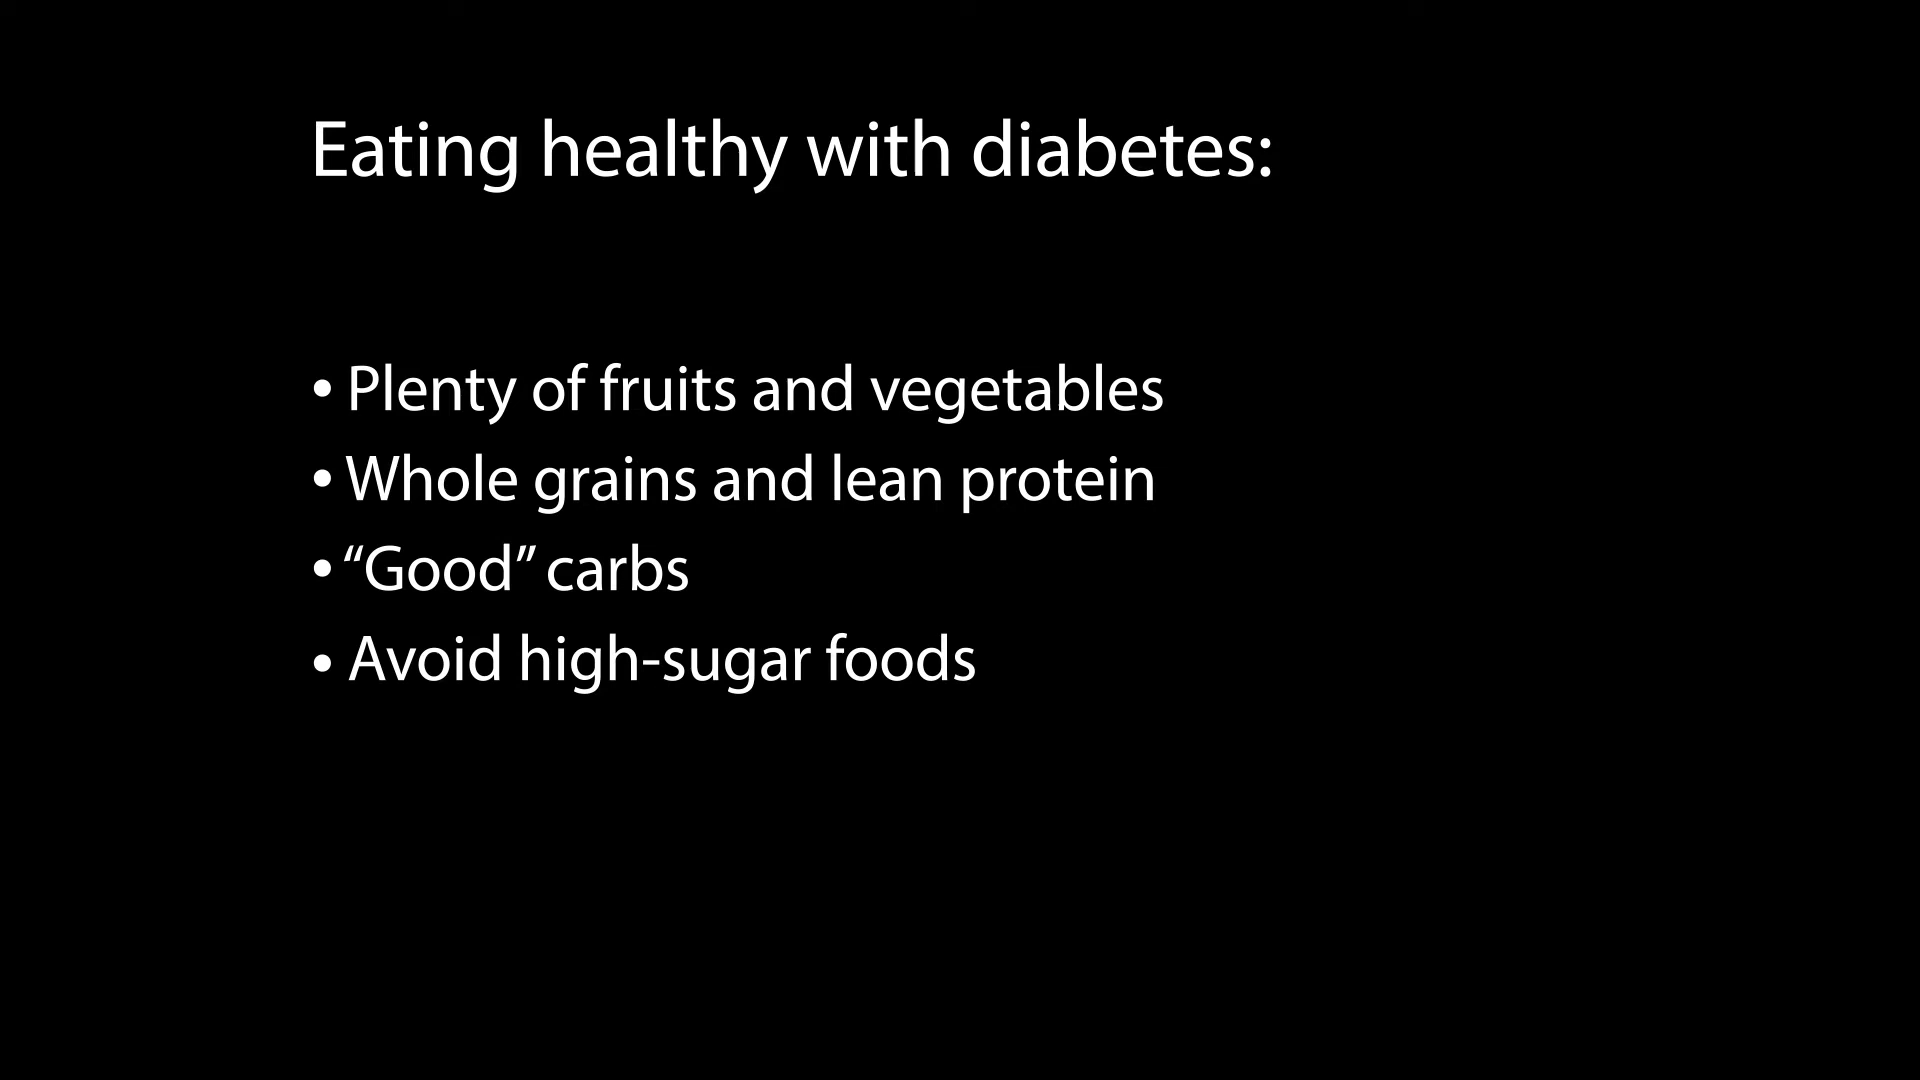 Eating healthy with diabetes:
• Plenty of fruits and vegetables
• Whole grains and lean protein
• “Good” carbs
• Avoid high-sugar foods